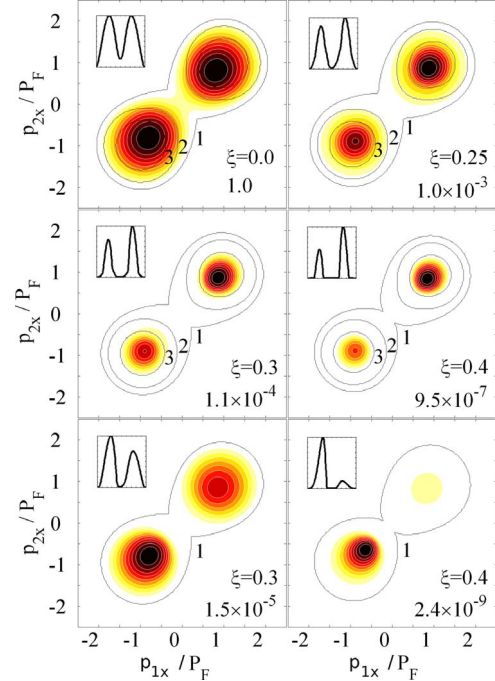 p2x / PF
2
1
0
-1
-2
1
2
3
ξ=0.0
1.0
1
2
3
ξ=0.25
1.0×10-3
p2x / PF
2
1
0
-1
-2
1
2
3
ξ=0.3
1.1×10-4
1
2
3
ξ=0.4
9.5×10-7
p2x / PF
2
1
0
-1
-2
1
ξ=0.3
1.5×10-5
1
ξ=0.4
2.4×10-9
-2 -1 0 1 2
-2 -1 0 1 2
p1x / PF
p1x / PF